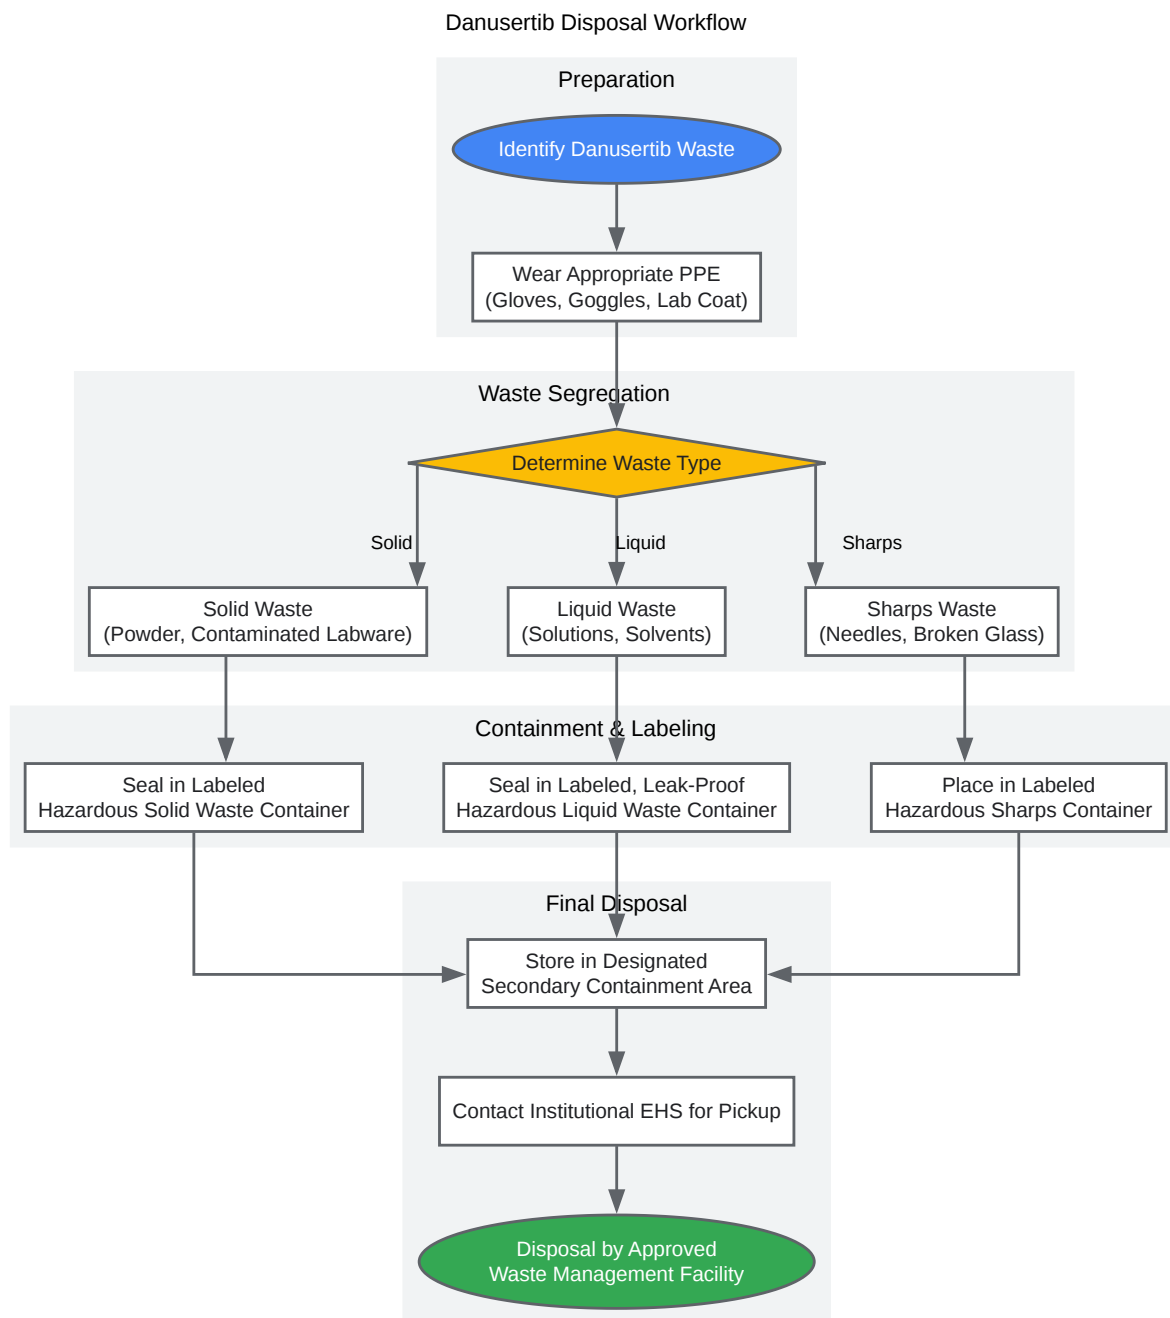 Danusertib Disposal Workflow
Preparation
Identify Danusertib Waste
Wear Appropriate PPE
(Gloves, Goggles, Lab Coat)
Waste Segregation
Determine Waste Type
Solid
Liquid
Sharps
Solid Waste
(Powder, Contaminated Labware)
Liquid Waste
(Solutions, Solvents)
Sharps Waste
(Needles, Broken Glass)
Containment & Labeling
Seal in Labeled
Hazardous Solid Waste Container
Seal in Labeled, Leak-Proof
Hazardous Liquid Waste Container
Place in Labeled
Hazardous Sharps Container
Final Disposal
Store in Designated
Secondary Containment Area
Contact Institutional EHS for Pickup
Disposal by Approved
Waste Management Facility